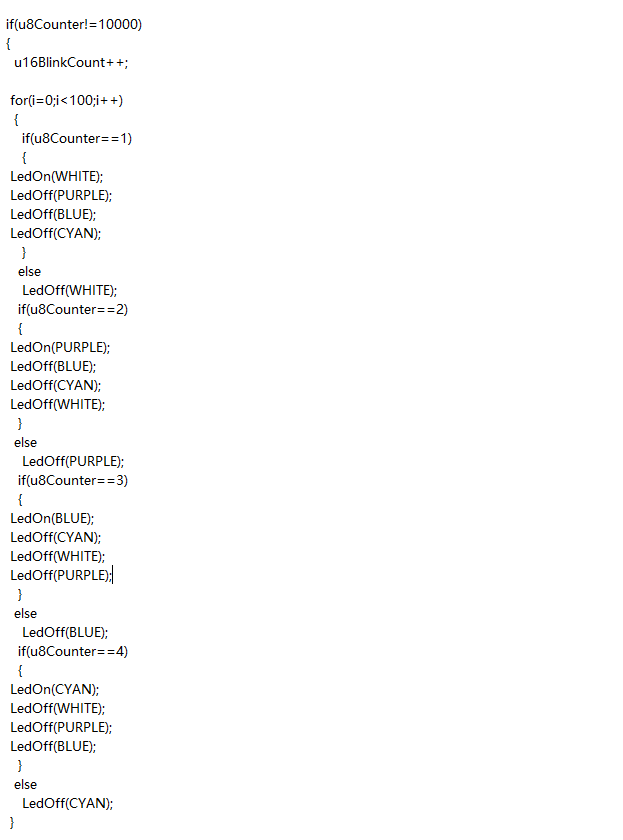 if(u8Counter!=10000)
{
u16BlinkCount++;
for(i=0;i<100;i++)
{
if(u8Counter==1)
{
LedOn(WHITE);
LedOff(PURPLE);
LedOff(BLUE);
LedOff(CYAN);
}
else
LedOff(WHITE);
if(u8Counter==2)
{
LedOn(PURPLE);
LedOff(BLUE);
LedOff(CYAN);
LedOff(WHITE);
}
else
LedOff(PURPLE);
if(u8Counter==3)
{
LedOn(BLUE);
LedOff(CYAN);
LedOff(WHITE);
LedOff(PURPLE);
}
else
LedOff(BLUE);
if(u8Counter==4)
{
LedOn(CYAN);
LedOff(WHITE);
LedOff(PURPLE);
LedOff(BLUE);
}
else
LedOff(CYAN);
}